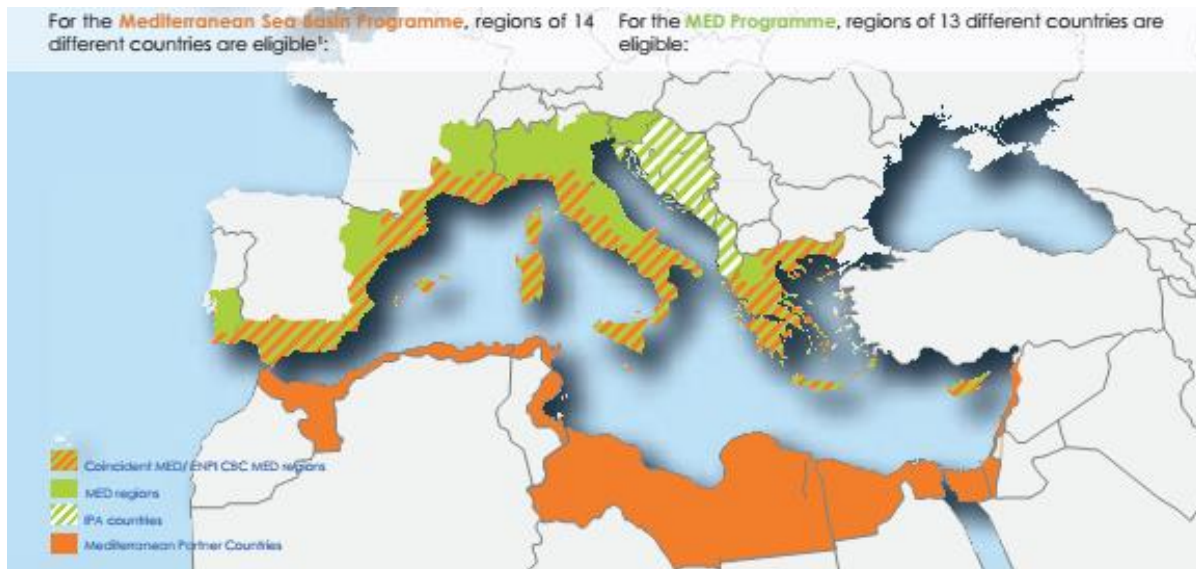 For the Mediterranean Sea Basin Programme, regions of 14
different countries are eligible¹:
For the MED Programme, regions of 13 different countries are
eligible:
Coincident MED/ ENPI CBC MED regions
MED regions
IPA countries
Mediterranean Partner Countries